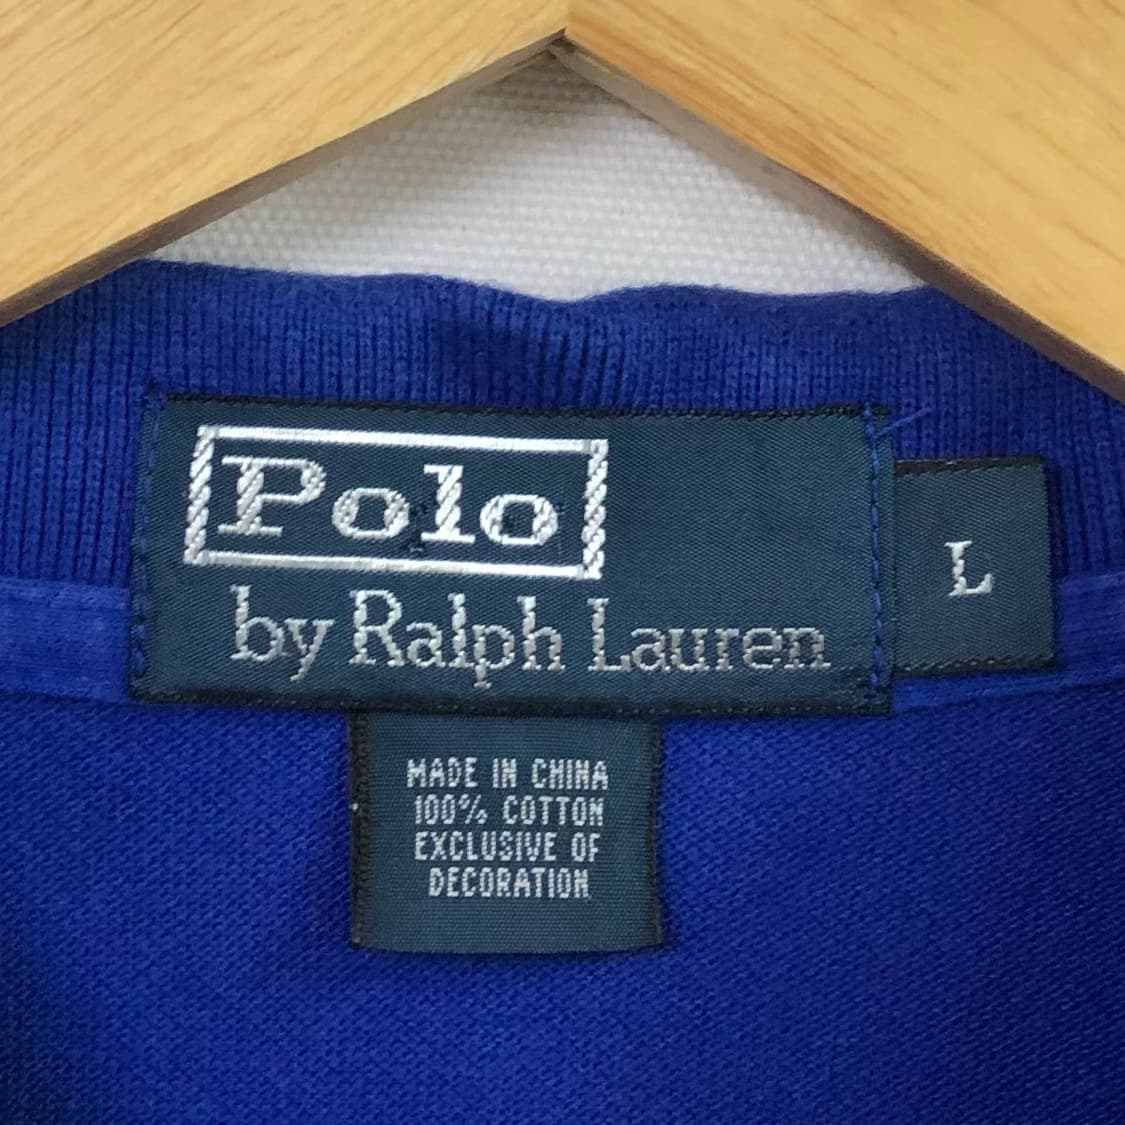 Polo
by Ralph Lauren
L
MADE IN CHINA
100% COTTON
EXCLUSIVE OF
DECORATION